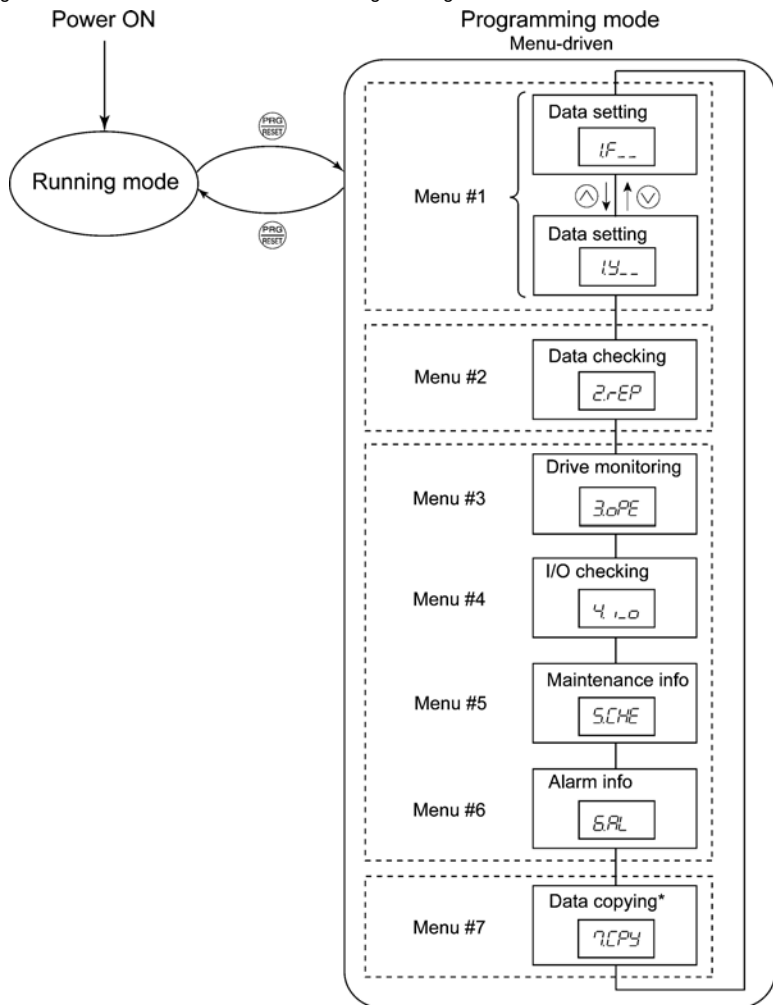 Power ON
Programming mode
Menu-driven
PRG
RESET
Running mode
PRG
RESET
Menu #1
Data setting
1.F_ _
Data setting
1.y_ _
Menu #2
Data checking
2.rEP
Menu #3
Drive monitoring
3.oPE
Menu #4
I/O checking
4. i_o
Menu #5
Maintenance info
5.CHE
Menu #6
Alarm info
6.AL
Menu #7
Data copying*
7.CPy